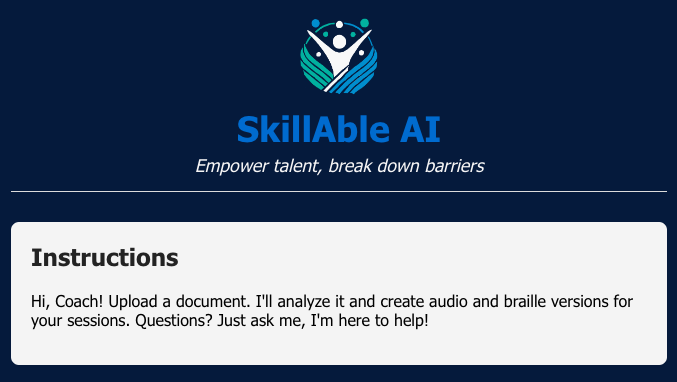 SkillAble AI
Empower talent, break down barriers
Instructions
Hi, Coach! Upload a document. I'll analyze it and create audio and braille versions for
your sessions. Questions? Just ask me, I'm here to help!